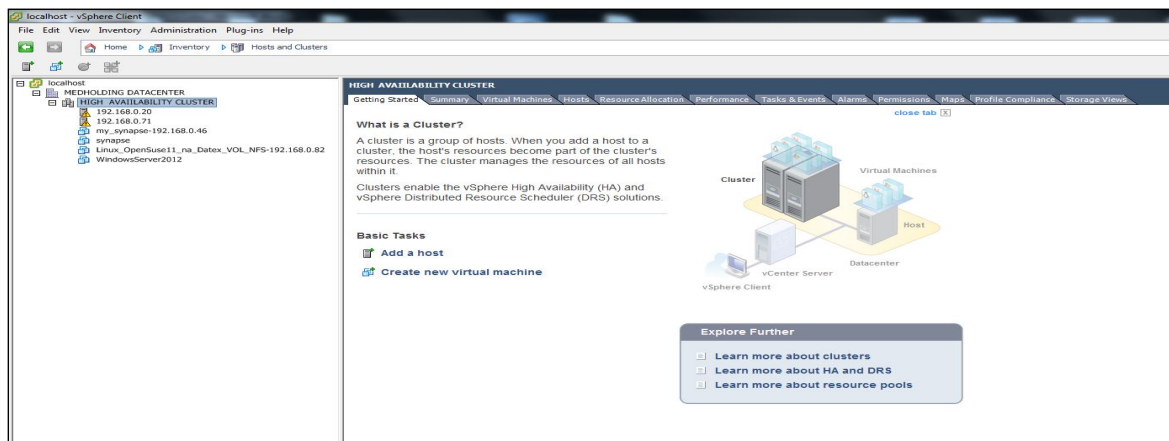 localhost - vSphere Client
File Edit View Inventory Administration Plug-ins Help
Home Inventory Hosts and Clusters
localhost
MEDHOLDING DATACENTER
HIGH AVAIILABILITY CLUSTER
192.168.0.20
192.168.0.71
my_synapse-192.168.0.46
synapse
Linux_OpenSuse11_na_Datex_VOL_NFS-192.168.0.82
WindowsServer2012
HIGH AVAIILABILITY CLUSTER
Getting Started Summary Virtual Machines Hosts Resource Allocation Performance Tasks & Events Alarms Permissions Maps Profile Compliance Storage Views
close tab
What is a Cluster?
A cluster is a group of hosts. When you add a host to a
cluster, the host's resources become part of the cluster's
resources. The cluster manages the resources of all hosts
within it.
Clusters enable the vSphere High Availability (HA) and
vSphere Distributed Resource Scheduler (DRS) solutions.
Basic Tasks
Add a host
Create new virtual machine
Cluster
Virtual Machines
Host
Datacenter
vCenter Server
vSphere Client
Explore Further
Learn more about clusters
Learn more about HA and DRS
Learn more about resource pools